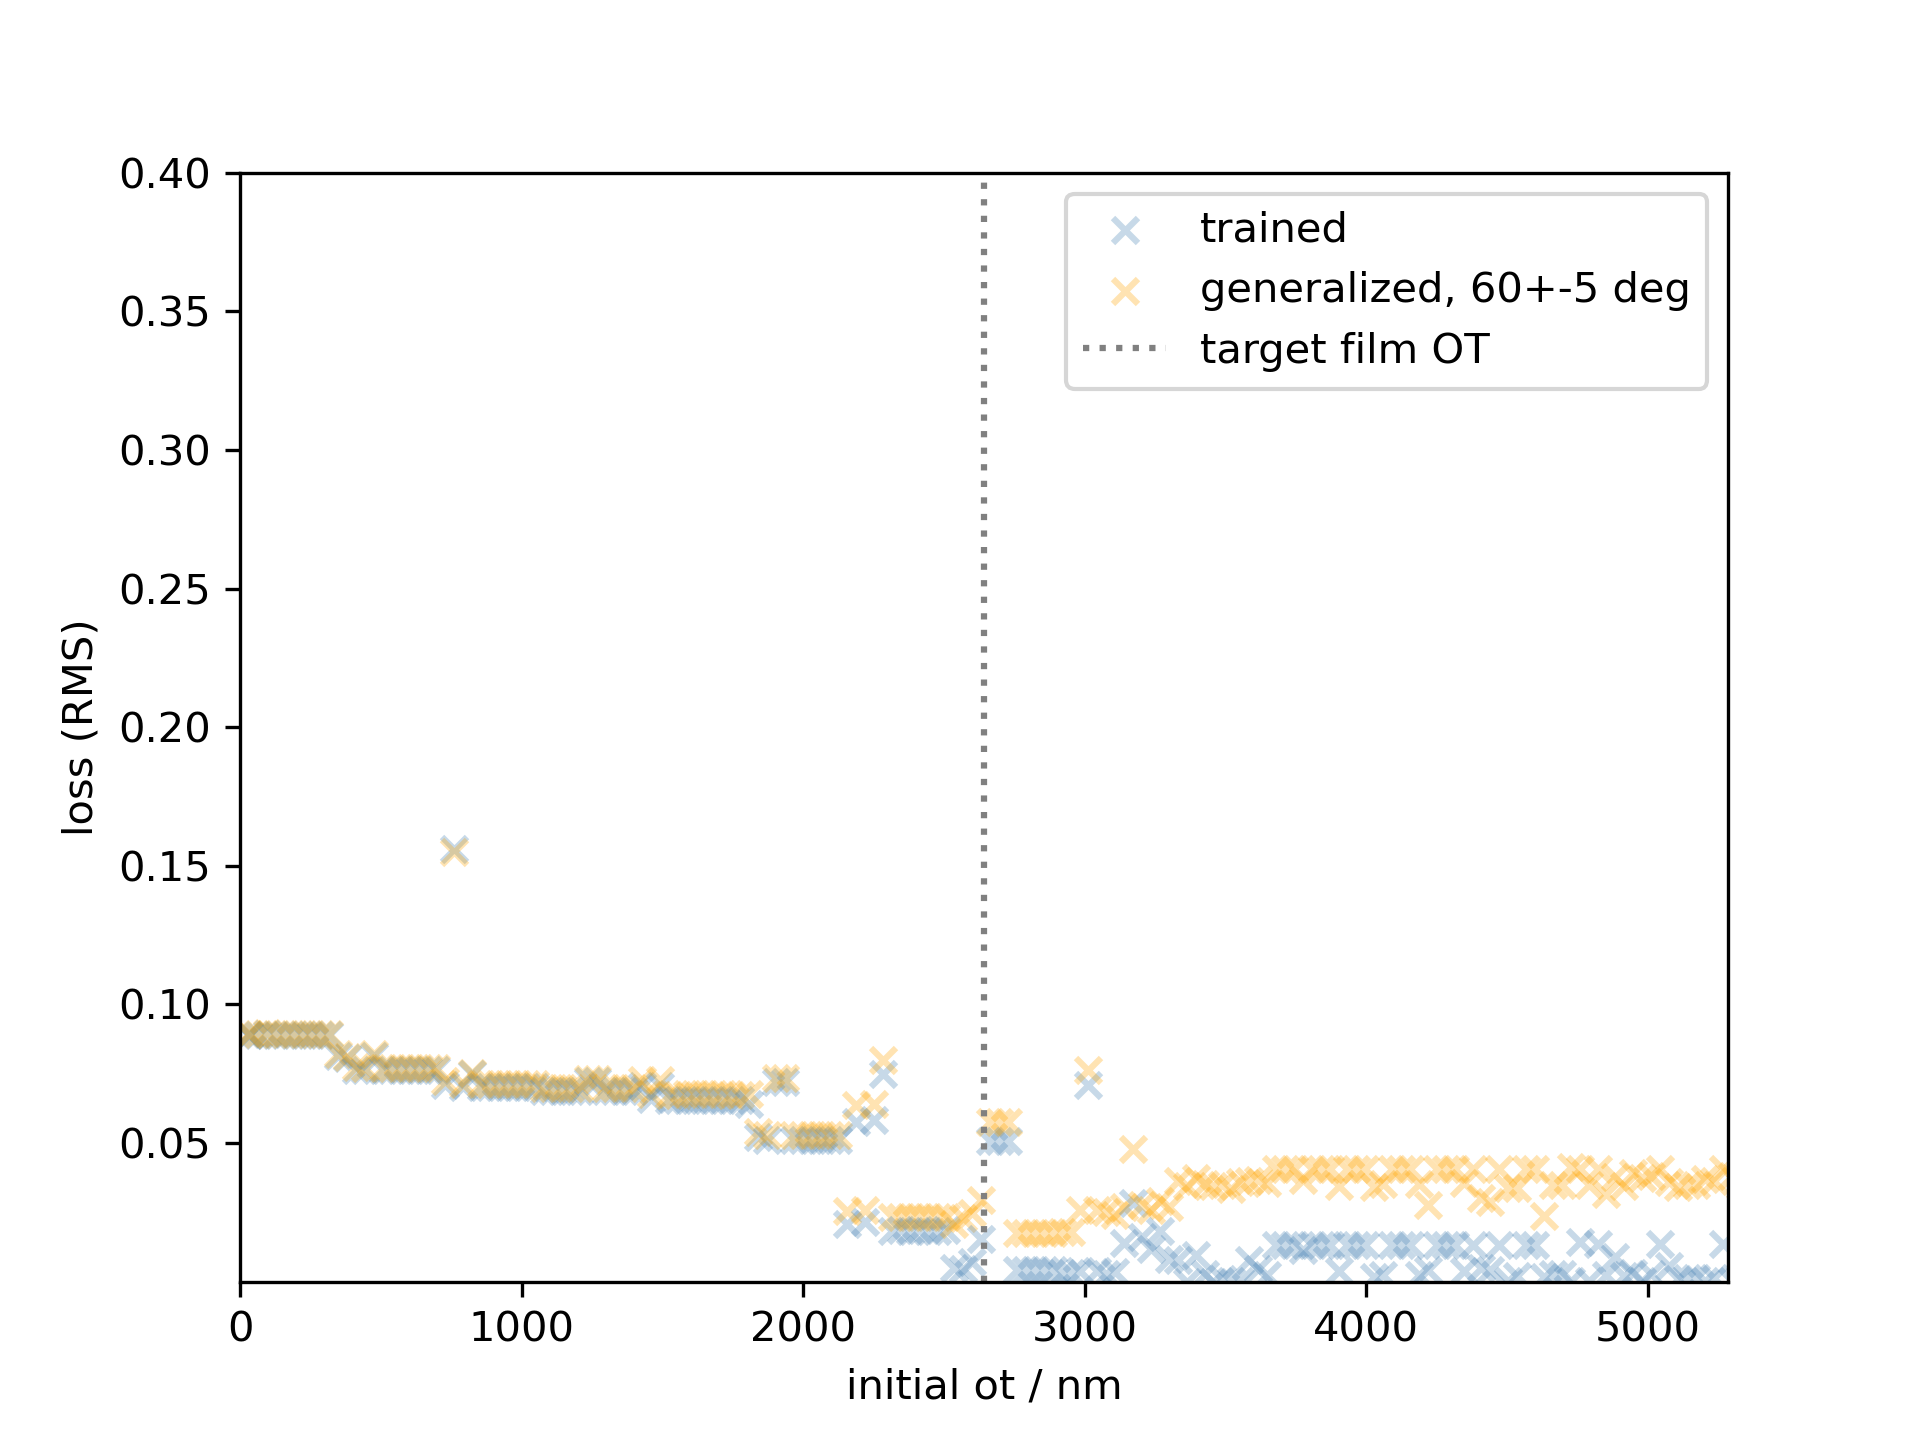 0.40
0.35
0.30
0.25
0.20
0.15
0.10
0.05
loss (RMS)
trained
generalized, 60+-5 deg
target film OT
0 1000 2000 3000 4000 5000
initial ot / nm